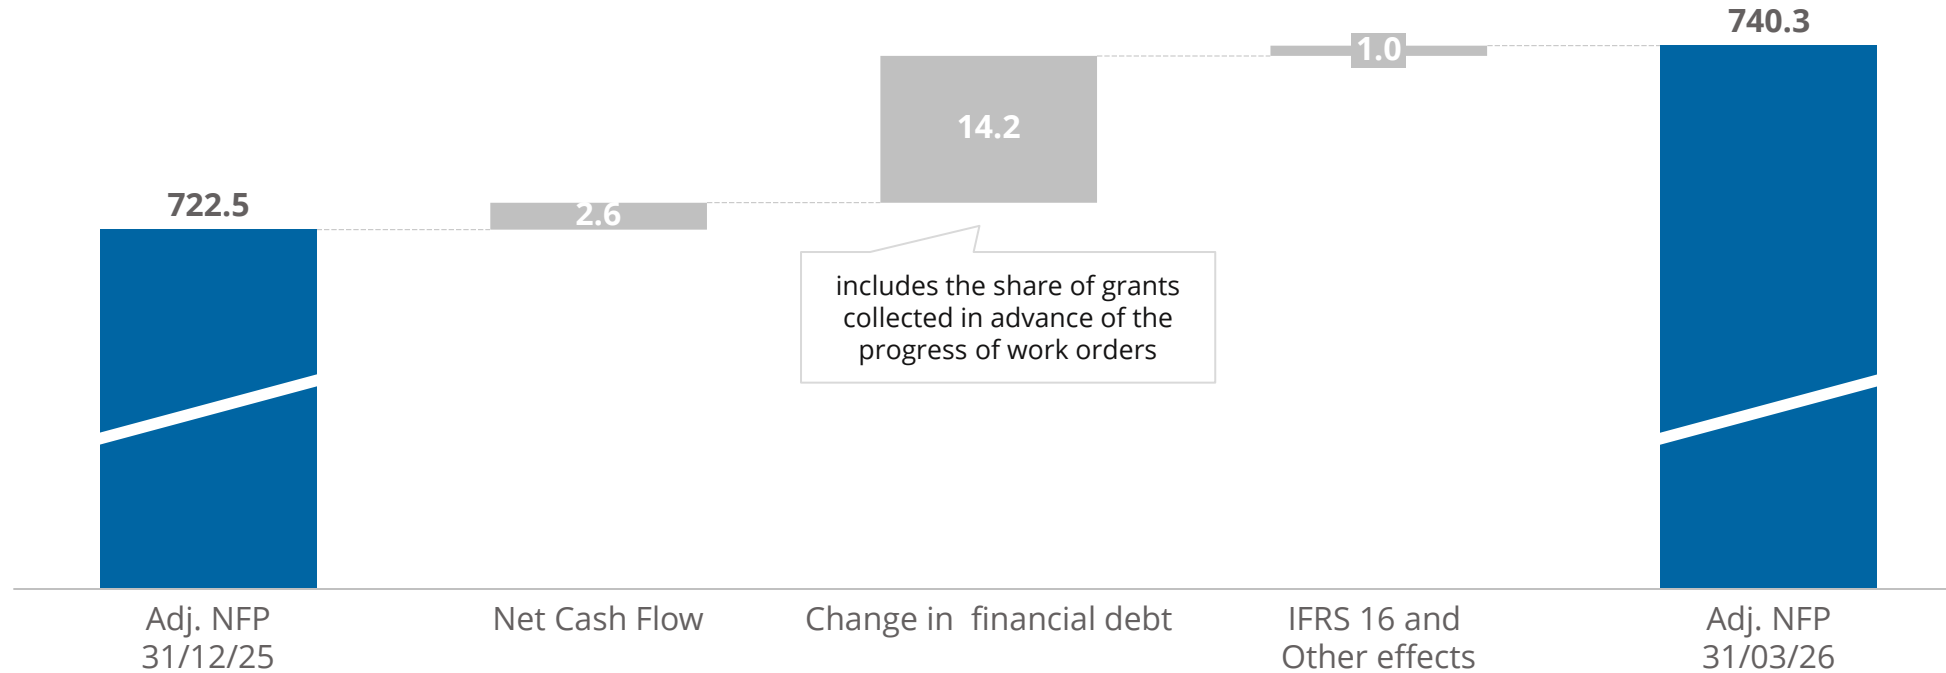 740.3
1.0
14.2
722.5
2.6
includes the share of grants
collected in advance of the
progress of work orders
Adj. NFP
31/12/25
Net Cash Flow
Change in  financial debt
IFRS 16 and
Other effects
Adj. NFP
31/03/26